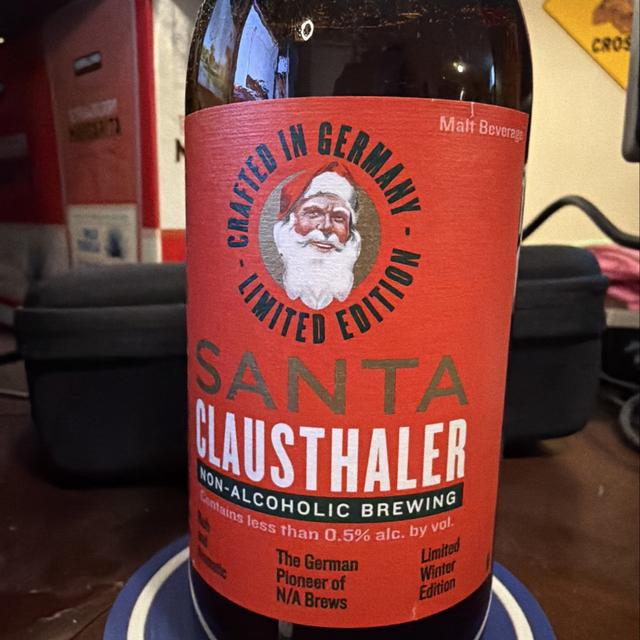 CROS
Malt Beverage
CRAFTED IN GERMANY
- LIMITED EDITION -
SANTA
CLAUSTHALER
NON-ALCOHOLIC BREWING
Contains less than 0.5% alc. by vol.
The German
Pioneer of
N/A Brews
Limited
Winter
Edition